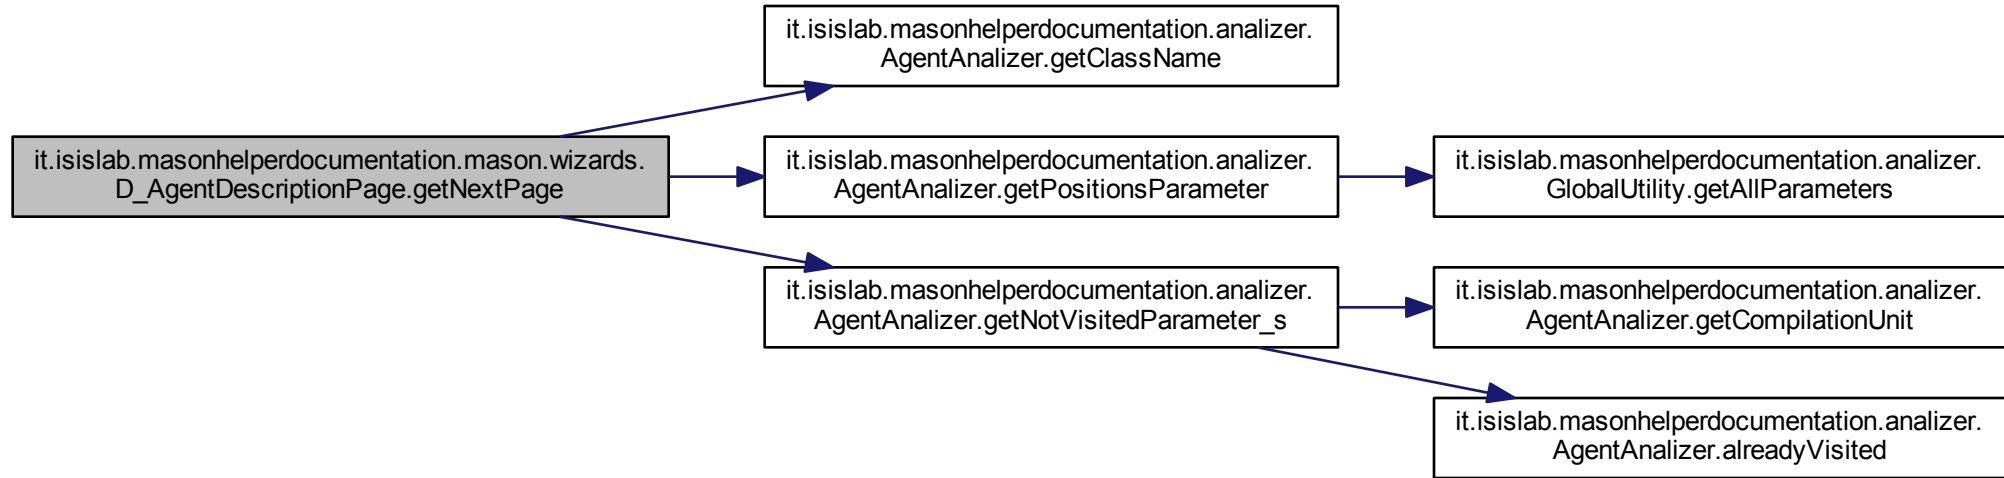 it.isislab.masonhelperdocumentation.mason.wizards.
D_AgentDescriptionPage.getNextPage
it.isislab.masonhelperdocumentation.analizer.
AgentAnalizer.getClassName
it.isislab.masonhelperdocumentation.analizer.
AgentAnalizer.getPositionsParameter
it.isislab.masonhelperdocumentation.analizer.
GlobalUtility.getAllParameters
it.isislab.masonhelperdocumentation.analizer.
AgentAnalizer.getNotVisitedParameter_s
it.isislab.masonhelperdocumentation.analizer.
AgentAnalizer.getCompilationUnit
it.isislab.masonhelperdocumentation.analizer.
AgentAnalizer.alreadyVisited